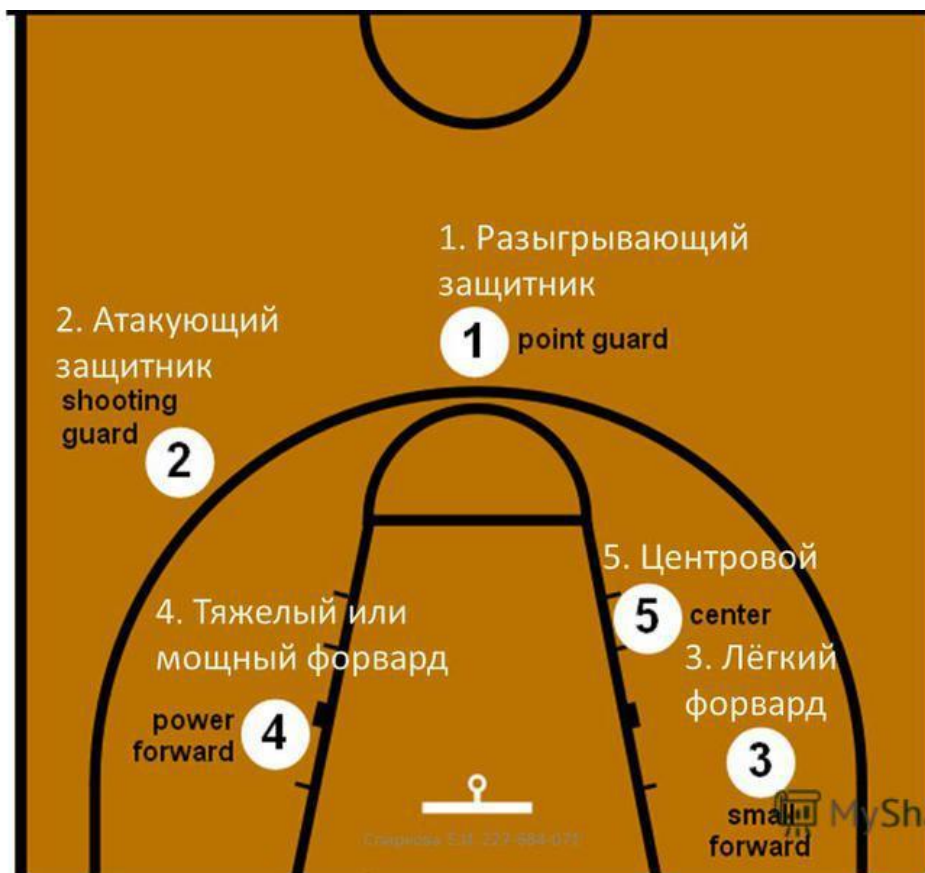 1. Разыгрывающий
защитник
1
point guard
2. Атакующий
защитник
shooting
guard
2
5. Центровой
5
center
4. Тяжелый или
мощный форвард
power
forward
4
3. Лёгкий
форвард
3
small
forward
MySh